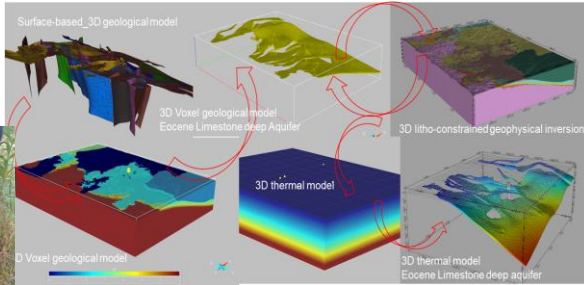 Surface-based_3D geological model
3D Voxel geological model
Eocene Limestone deep Aquifer
3D litho-constrained geophysical inversion
D Voxel geological model
3D thermal model
3D thermal model
Eocene Limestone deep aquifer